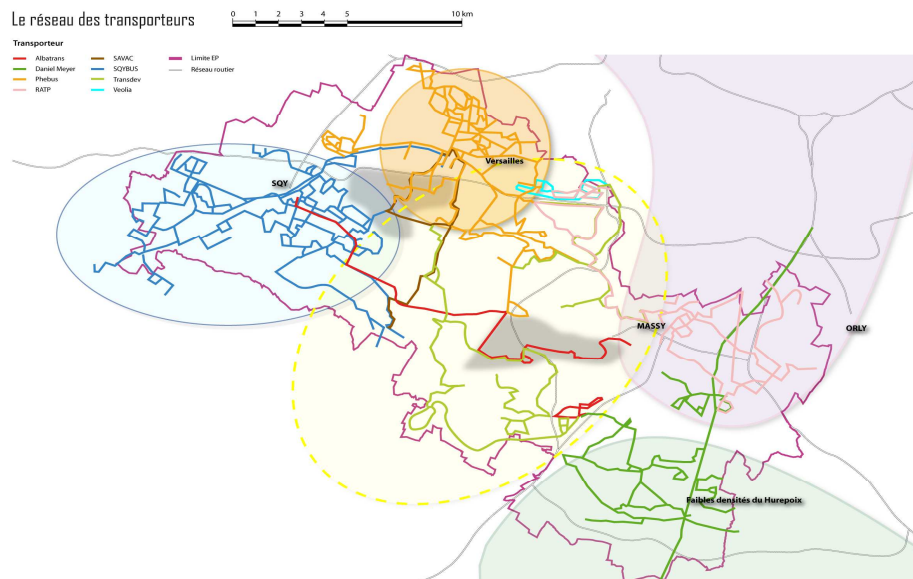 Le réseau des transporteurs
0 1 2 3 4 5 10 km
Transporteur
Albatrans
Daniel Meyer
Phebus
RATP
SAVAC
SQYBUS
Transdev
Veolia
Limite EP
Réseau routier
Versailles
SQY
MASSY
ORLY
Faibles densités du Hurepoix